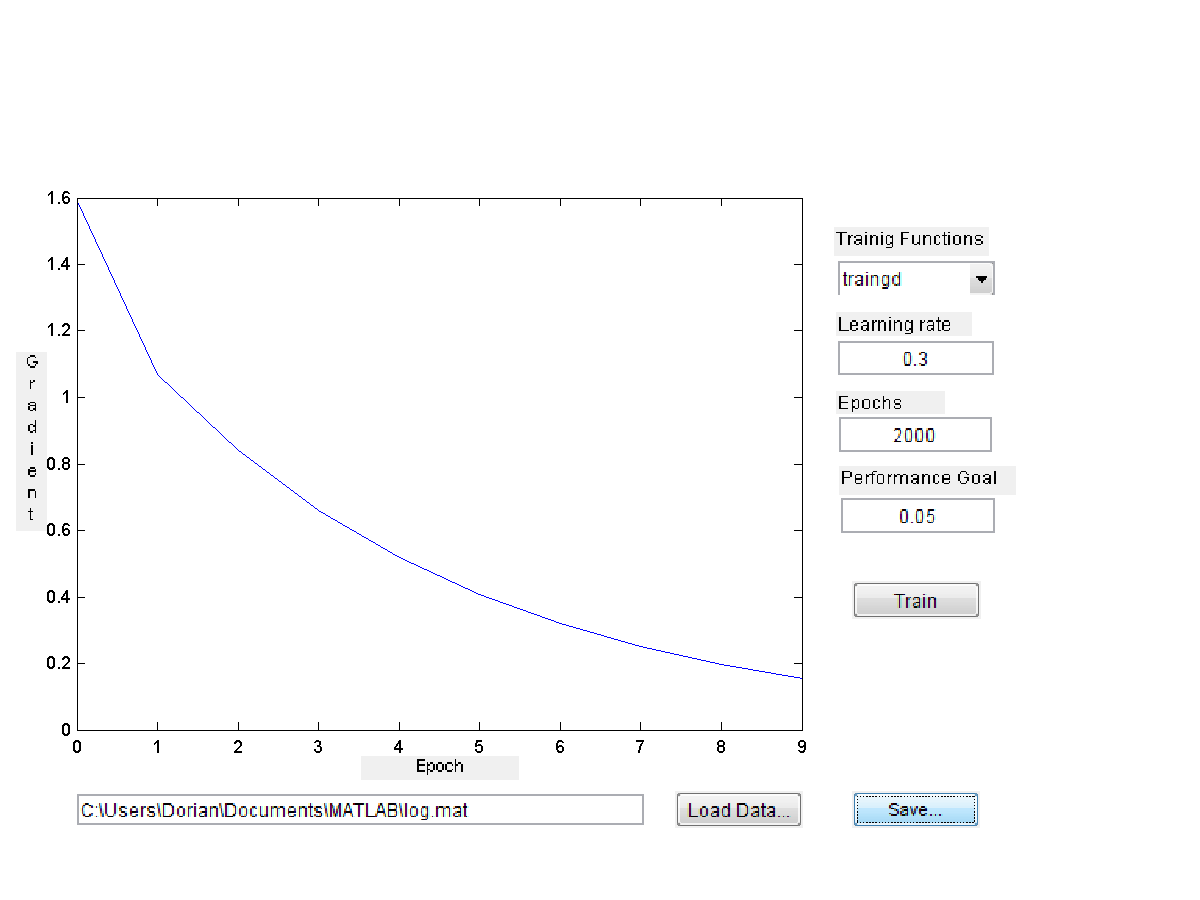 1.6
1.4
1.2
1
0.8
0.6
0.4
0.2
0
Gradient
0 1 2 3 4 5 6 7 8 9
Epoch
Trainig Functions
traingd
Learning rate
0.3
Epochs
2000
Performance Goal
0.05
Train
C:\Users\Dorian\Documents\MATLAB\log.mat
Load Data...
Save...